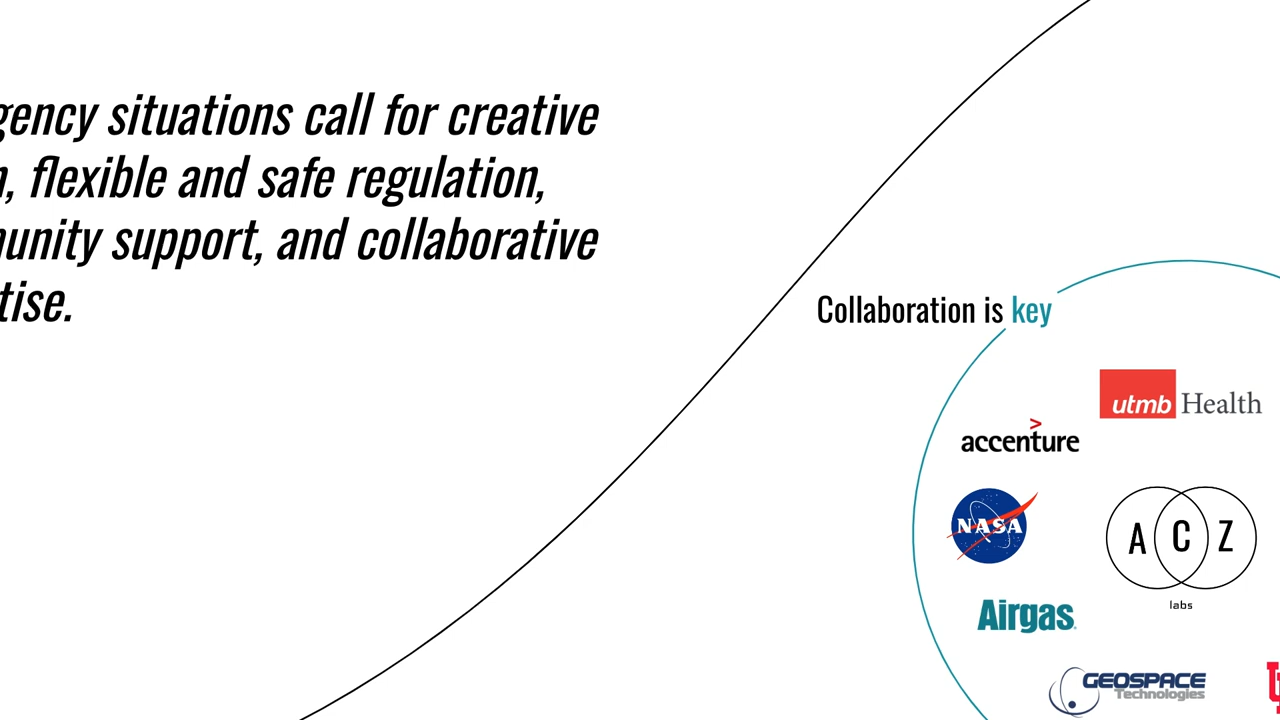 gency situations call for creative
, flexible and safe regulation,
unity support, and collaborative
tise.
Collaboration is key
utmb Health
accenture
NASA
A C Z
labs
Airgas
GEOSPACE
Technologies